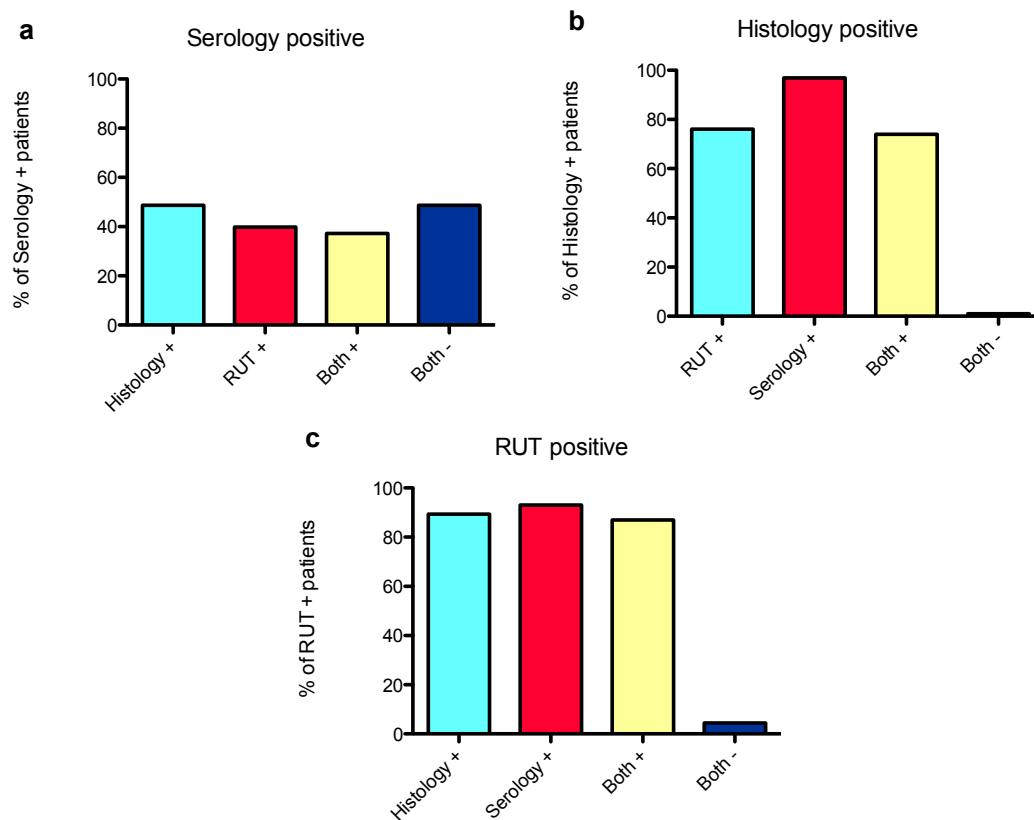 a
Serology positive
% of Serology + patients
100
80
60
40
20
0
Histology +
RUT +
Both +
Both -
b
Histology positive
% of Histology + patients
100
80
60
40
20
0
RUT +
Serology +
Both +
Both -
c
RUT positive
% of RUT + patients
100
80
60
40
20
0
Histology +
Serology +
Both +
Both -